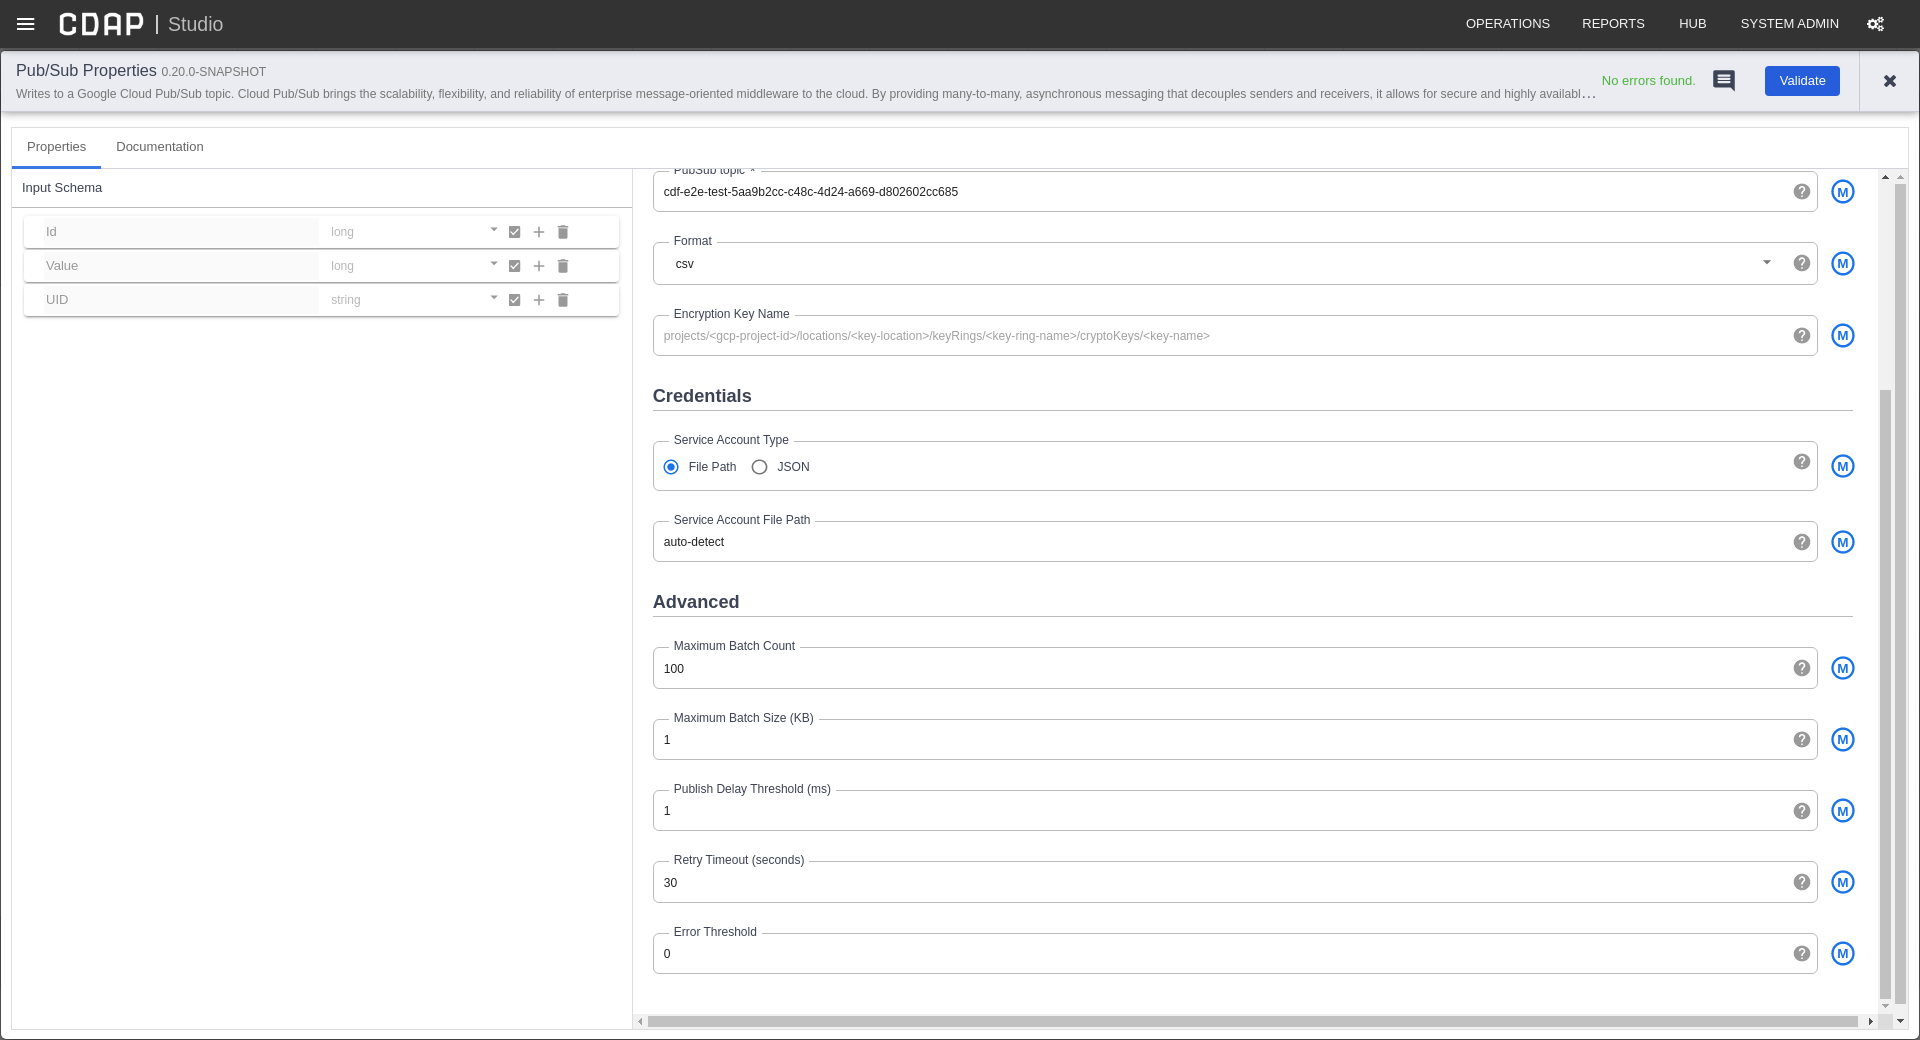 CDAP | Studio
OPERATIONS REPORTS HUB SYSTEM ADMIN
Pub/Sub Properties 0.20.0-SNAPSHOT
Writes to a Google Cloud Pub/Sub topic. Cloud Pub/Sub brings the scalability, flexibility, and reliability of enterprise message-oriented middleware to the cloud. By providing many-to-many, asynchronous messaging that decouples senders and receivers, it allows for secure and highly availabl...
No errors found.
Validate
Properties Documentation
Input Schema
Id long
Value long
UID string
PubSub topic *
cdf-e2e-test-5aa9b2cc-c48c-4d24-a669-d802602cc685
M
Format
csv
M
Encryption Key Name
projects/<gcp-project-id>/locations/<key-location>/keyRings/<key-ring-name>/cryptoKeys/<key-name>
M
Credentials
Service Account Type
File Path JSON
M
Service Account File Path
auto-detect
M
Advanced
Maximum Batch Count
100
M
Maximum Batch Size (KB)
1
M
Publish Delay Threshold (ms)
1
M
Retry Timeout (seconds)
30
M
Error Threshold
0
M